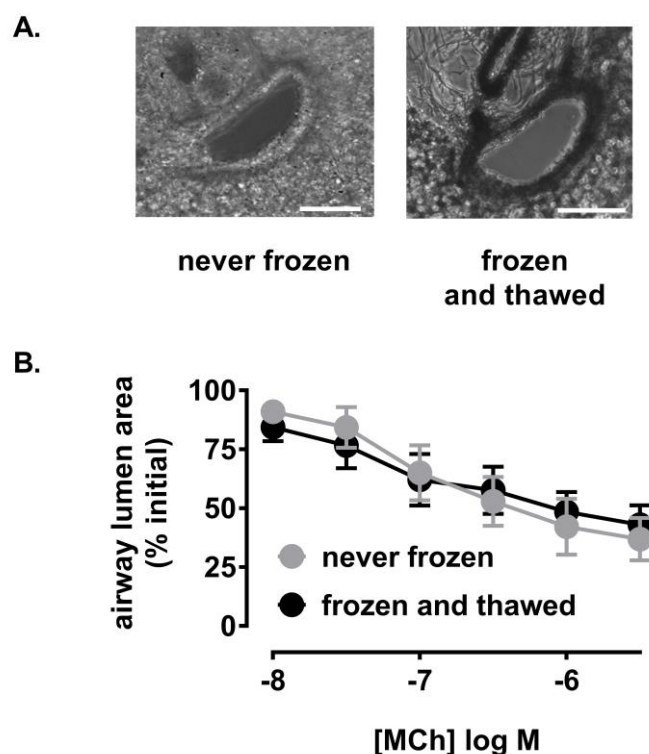 A.
never frozen
frozen
and thawed
B.
airway lumen area
(% initial)
100
75
50
25
0
never frozen
frozen and thawed
-8
-7
-6
[MCh] log M